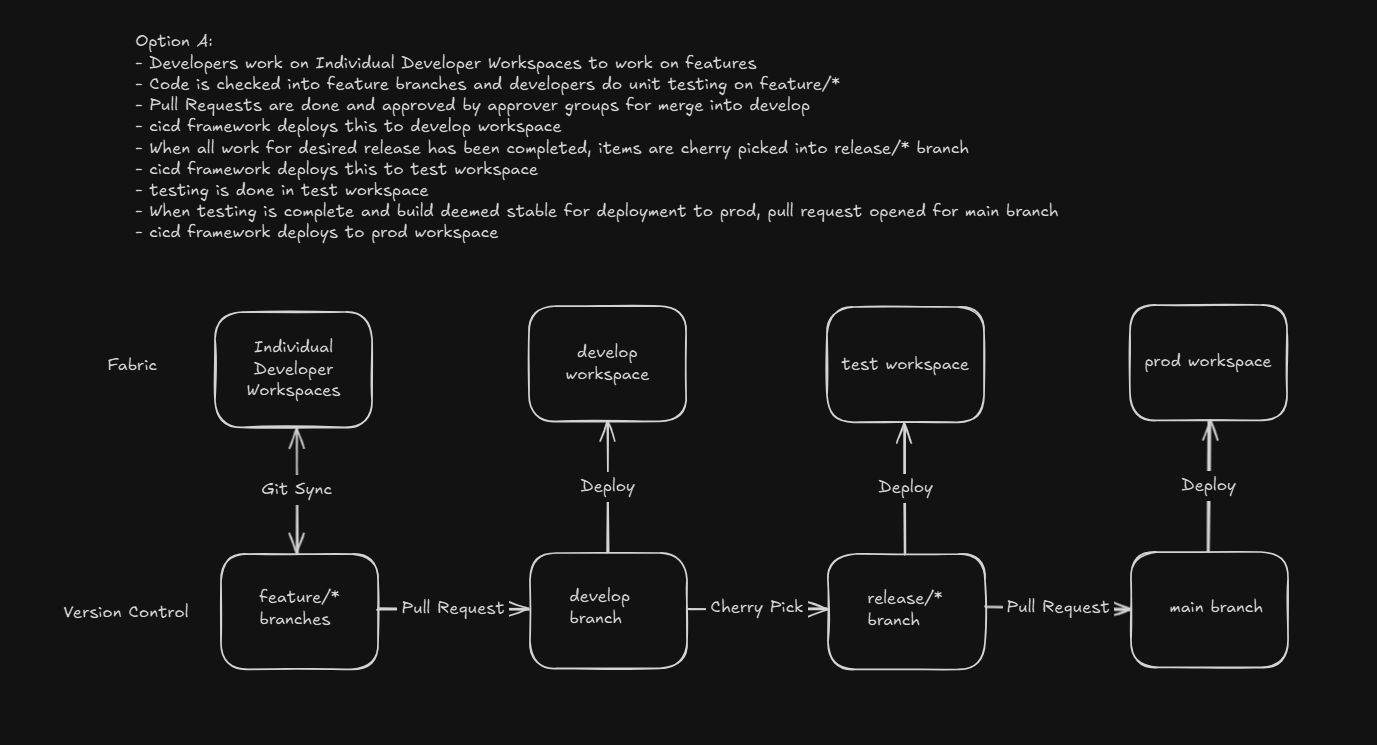 Option A:
- Developers work on Individual Developer Workspaces to work on features
- Code is checked into feature branches and developers do unit testing on feature/*
- Pull Requests are done and approved by approver groups for merge into develop
- cicd framework deploys this to develop workspace
- When all work for desired release has been completed, items are cherry picked into release/* branch
- cicd framework deploys this to test workspace
- testing is done in test workspace
- When testing is complete and build deemed stable for deployment to prod, pull request opened for main branch
- cicd framework deploys to prod workspace
Fabric
Individual
Developer
Workspaces
develop
workspace
test workspace
prod workspace
Git Sync
Deploy
Deploy
Deploy
Version Control
feature/*
branches
Pull Request
develop
branch
Cherry Pick
release/*
branch
Pull Request
main branch